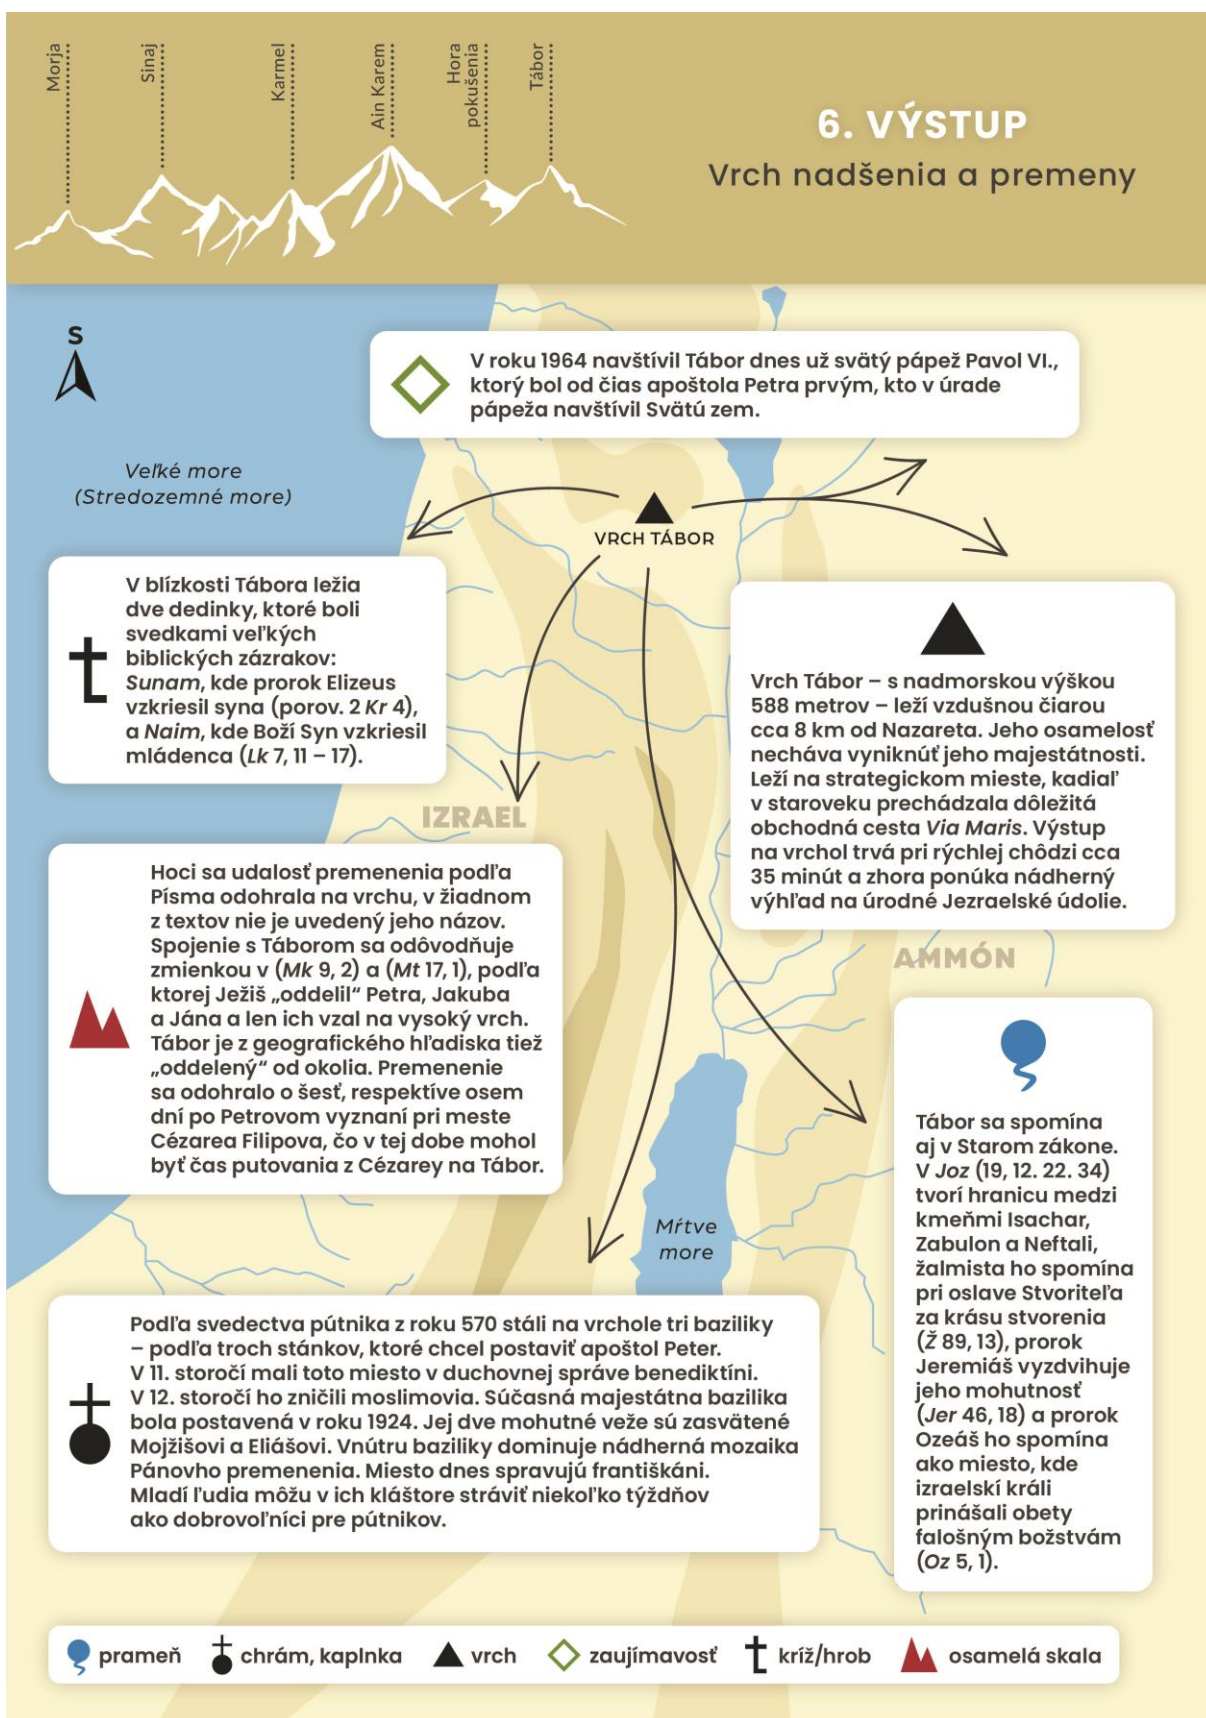 Morja
Sinaj
Karmel
Ain Karem
Hora
pokušenia
Tábor
6. VÝSTUP
Vrch nadšenia a premeny
S
V roku 1964 navštívil Tábor dnes už svätý pápež Pavol VI.,
ktorý bol od čias apoštola Petra prvým, kto v úrade
pápeža navštívil Svätú zem.
Veľké more
(Stredozemné more)
VRCH TÁBOR
V blízkosti Tábora ležia
dve dedinky, ktoré boli
svedkami veľkých
biblických zázrakov:
Sunam, kde prorok Elizeus
vzkriesil syna (porov. 2 Kr 4),
a Naim, kde Boží Syn vzkriesil
mládenca (Lk 7, 11 – 17).
Vrch Tábor – s nadmorskou výškou
588 metrov – leží vzdušnou čiarou
cca 8 km od Nazareta. Jeho osamelosť
necháva vyniknúť jeho majestátnosti.
Leží na strategickom mieste, kadiaľ
v staroveku prechádzala dôležitá
obchodná cesta Via Maris. Výstup
na vrchol trvá pri rýchlej chôdzi cca
35 minút a zhora ponúka nádherný
výhľad na úrodné Jezraelské údolie.
IZRAEL
Hoci sa udalosť premenenia podľa
Písma odohrala na vrchu, v žiadnom
z textov nie je uvedený jeho názov.
Spojenie s Táborom sa odôvodňuje
zmienkou v (Mk 9, 2) a (Mt 17, 1), podľa
ktorej Ježiš „oddelil“ Petra, Jakuba
a Jána a len ich vzal na vysoký vrch.
Tábor je z geografického hľadiska tiež
„oddelený“ od okolia. Premenenie
sa odohralo o šesť, respektíve osem
dní po Petrovom vyznaní pri meste
Cézarea Filipova, čo v tej dobe mohol
byť čas putovania z Cézarey na Tábor.
AMMÓN
Tábor sa spomína
aj v Starom zákone.
V Joz (19, 12. 22. 34)
tvorí hranicu medzi
kmeňmi Isachar,
Zabulon a Neftali,
žalmista ho spomína
pri oslave Stvoriteľa
za krásu stvorenia
(Ž 89, 13), prorok
Jeremiáš vyzdvihuje
jeho mohutnosť
(Jer 46, 18) a prorok
Ozeáš ho spomína
ako miesto, kde
izraelskí králi
prinášali obety
falošným božstvám
(Oz 5, 1).
Mŕtve
more
Podľa svedectva pútnika z roku 570 stáli na vrchole tri baziliky
– podľa troch stánkov, ktoré chcel postaviť apoštol Peter.
V 11. storočí mali toto miesto v duchovnej správe benediktíni.
V 12. storočí ho zničili moslimovia. Súčasná majestátna bazilika
bola postavená v roku 1924. Jej dve mohutné veže sú zasvätené
Mojžišovi a Eliášovi. Vnútru baziliky dominuje nádherná mozaika
Pánovho premenenia. Miesto dnes spravujú františkáni.
Mladí ľudia môžu v ich kláštore stráviť niekoľko týždňov
ako dobrovoľníci pre pútnikov.
prameň
chrám, kaplnka
vrch
zaujímavosť
kríž/hrob
osamelá skala